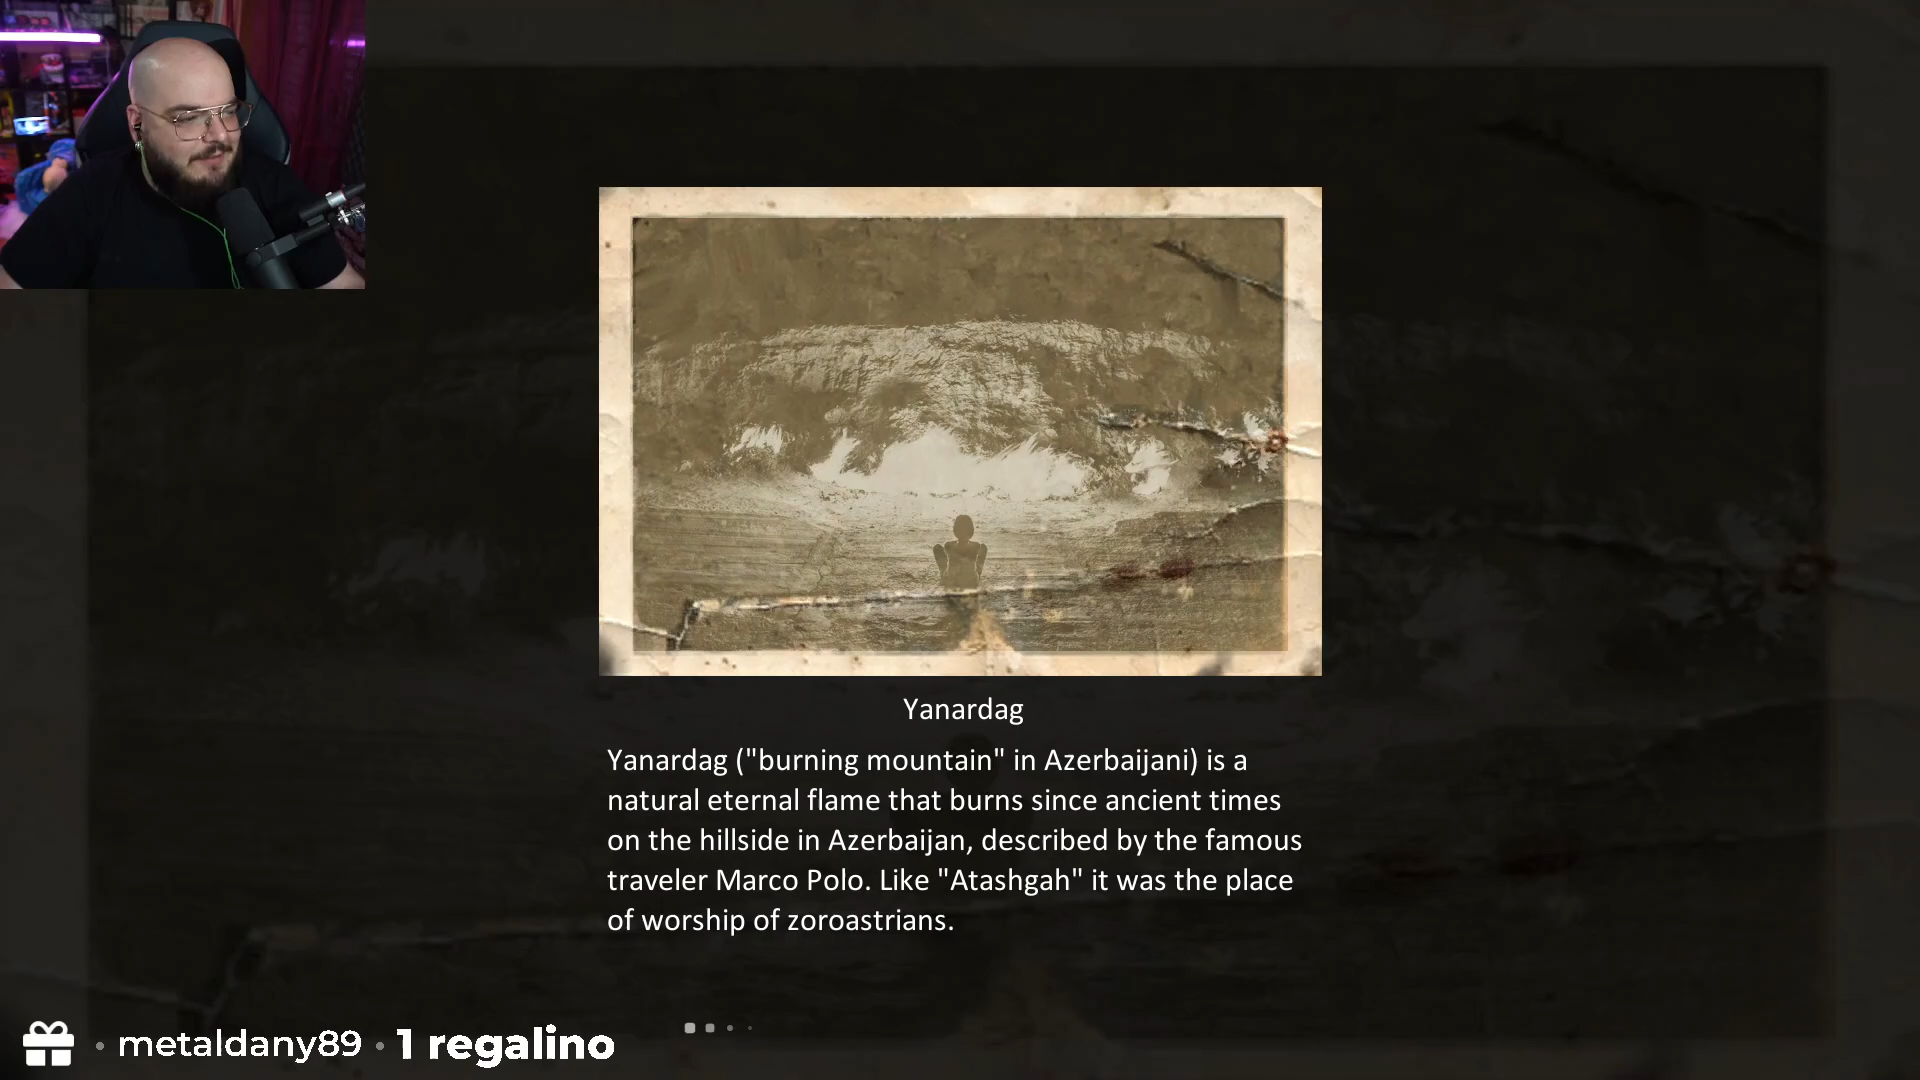 Yanardag
Yanardag ("burning mountain" in Azerbaijani) is a
natural eternal flame that burns since ancient times
on the hillside in Azerbaijan, described by the famous
traveler Marco Polo. Like "Atashgah" it was the place
of worship of zoroastrians.
• metaldany89 • 1 regalino